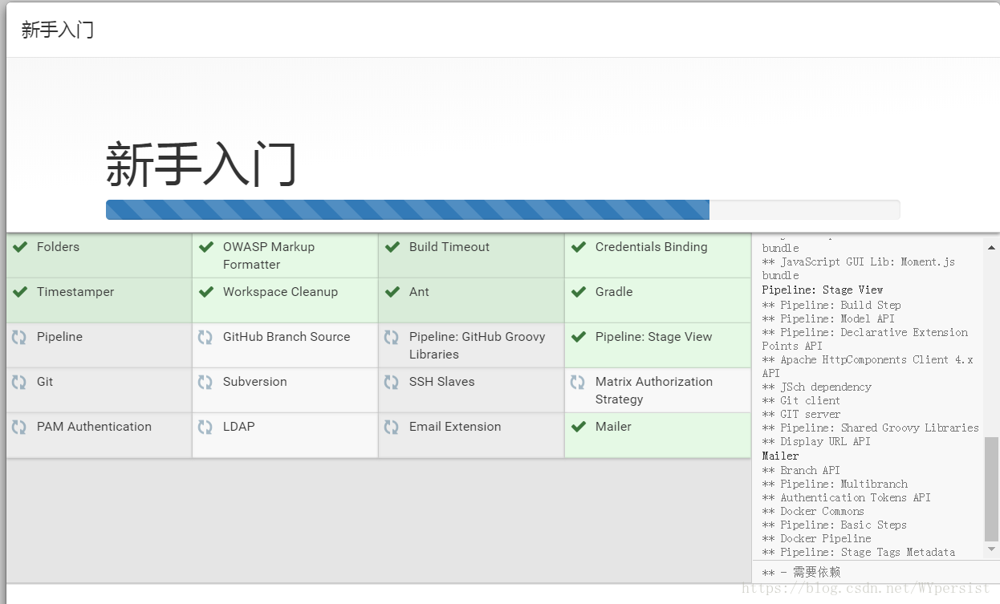 新手入门
新手入门
Folders
OWASP Markup
Formatter
Build Timeout
Credentials Binding
Timestamper
Workspace Cleanup
Ant
Gradle
Pipeline
GitHub Branch Source
Pipeline: GitHub Groovy
Libraries
Pipeline: Stage View
Git
Subversion
SSH Slaves
Matrix Authorization
Strategy
PAM Authentication
LDAP
Email Extension
Mailer
bundle
** JavaScript GUI Lib: Moment.js
bundle
Pipeline: Stage View
** Pipeline: Build Step
** Pipeline: Model API
** Pipeline: Declarative Extension
Points API
** Apache HttpComponents Client 4.x
API
** JSch dependency
** Git client
** GIT server
** Pipeline: Shared Groovy Libraries
** Display URL API
Mailer
** Branch API
** Pipeline: Multibranch
** Authentication Tokens API
** Docker Commons
** Pipeline: Basic Steps
** Docker Pipeline
** Pipeline: Stage Tags Metadata
** - 需要依赖
https://blog.csdn.net/WYpersist